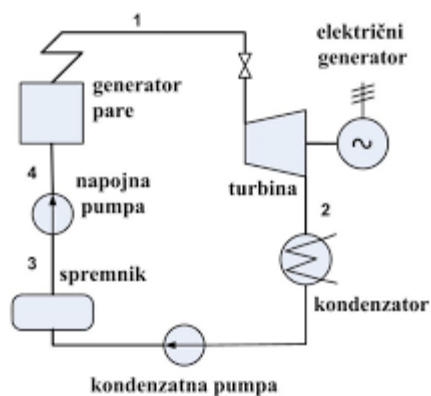 1
električni
generator
generator
pare
4
napojna
pumpa
turbina
2
3
spremnik
kondenzator
kondenzatna pumpa
~